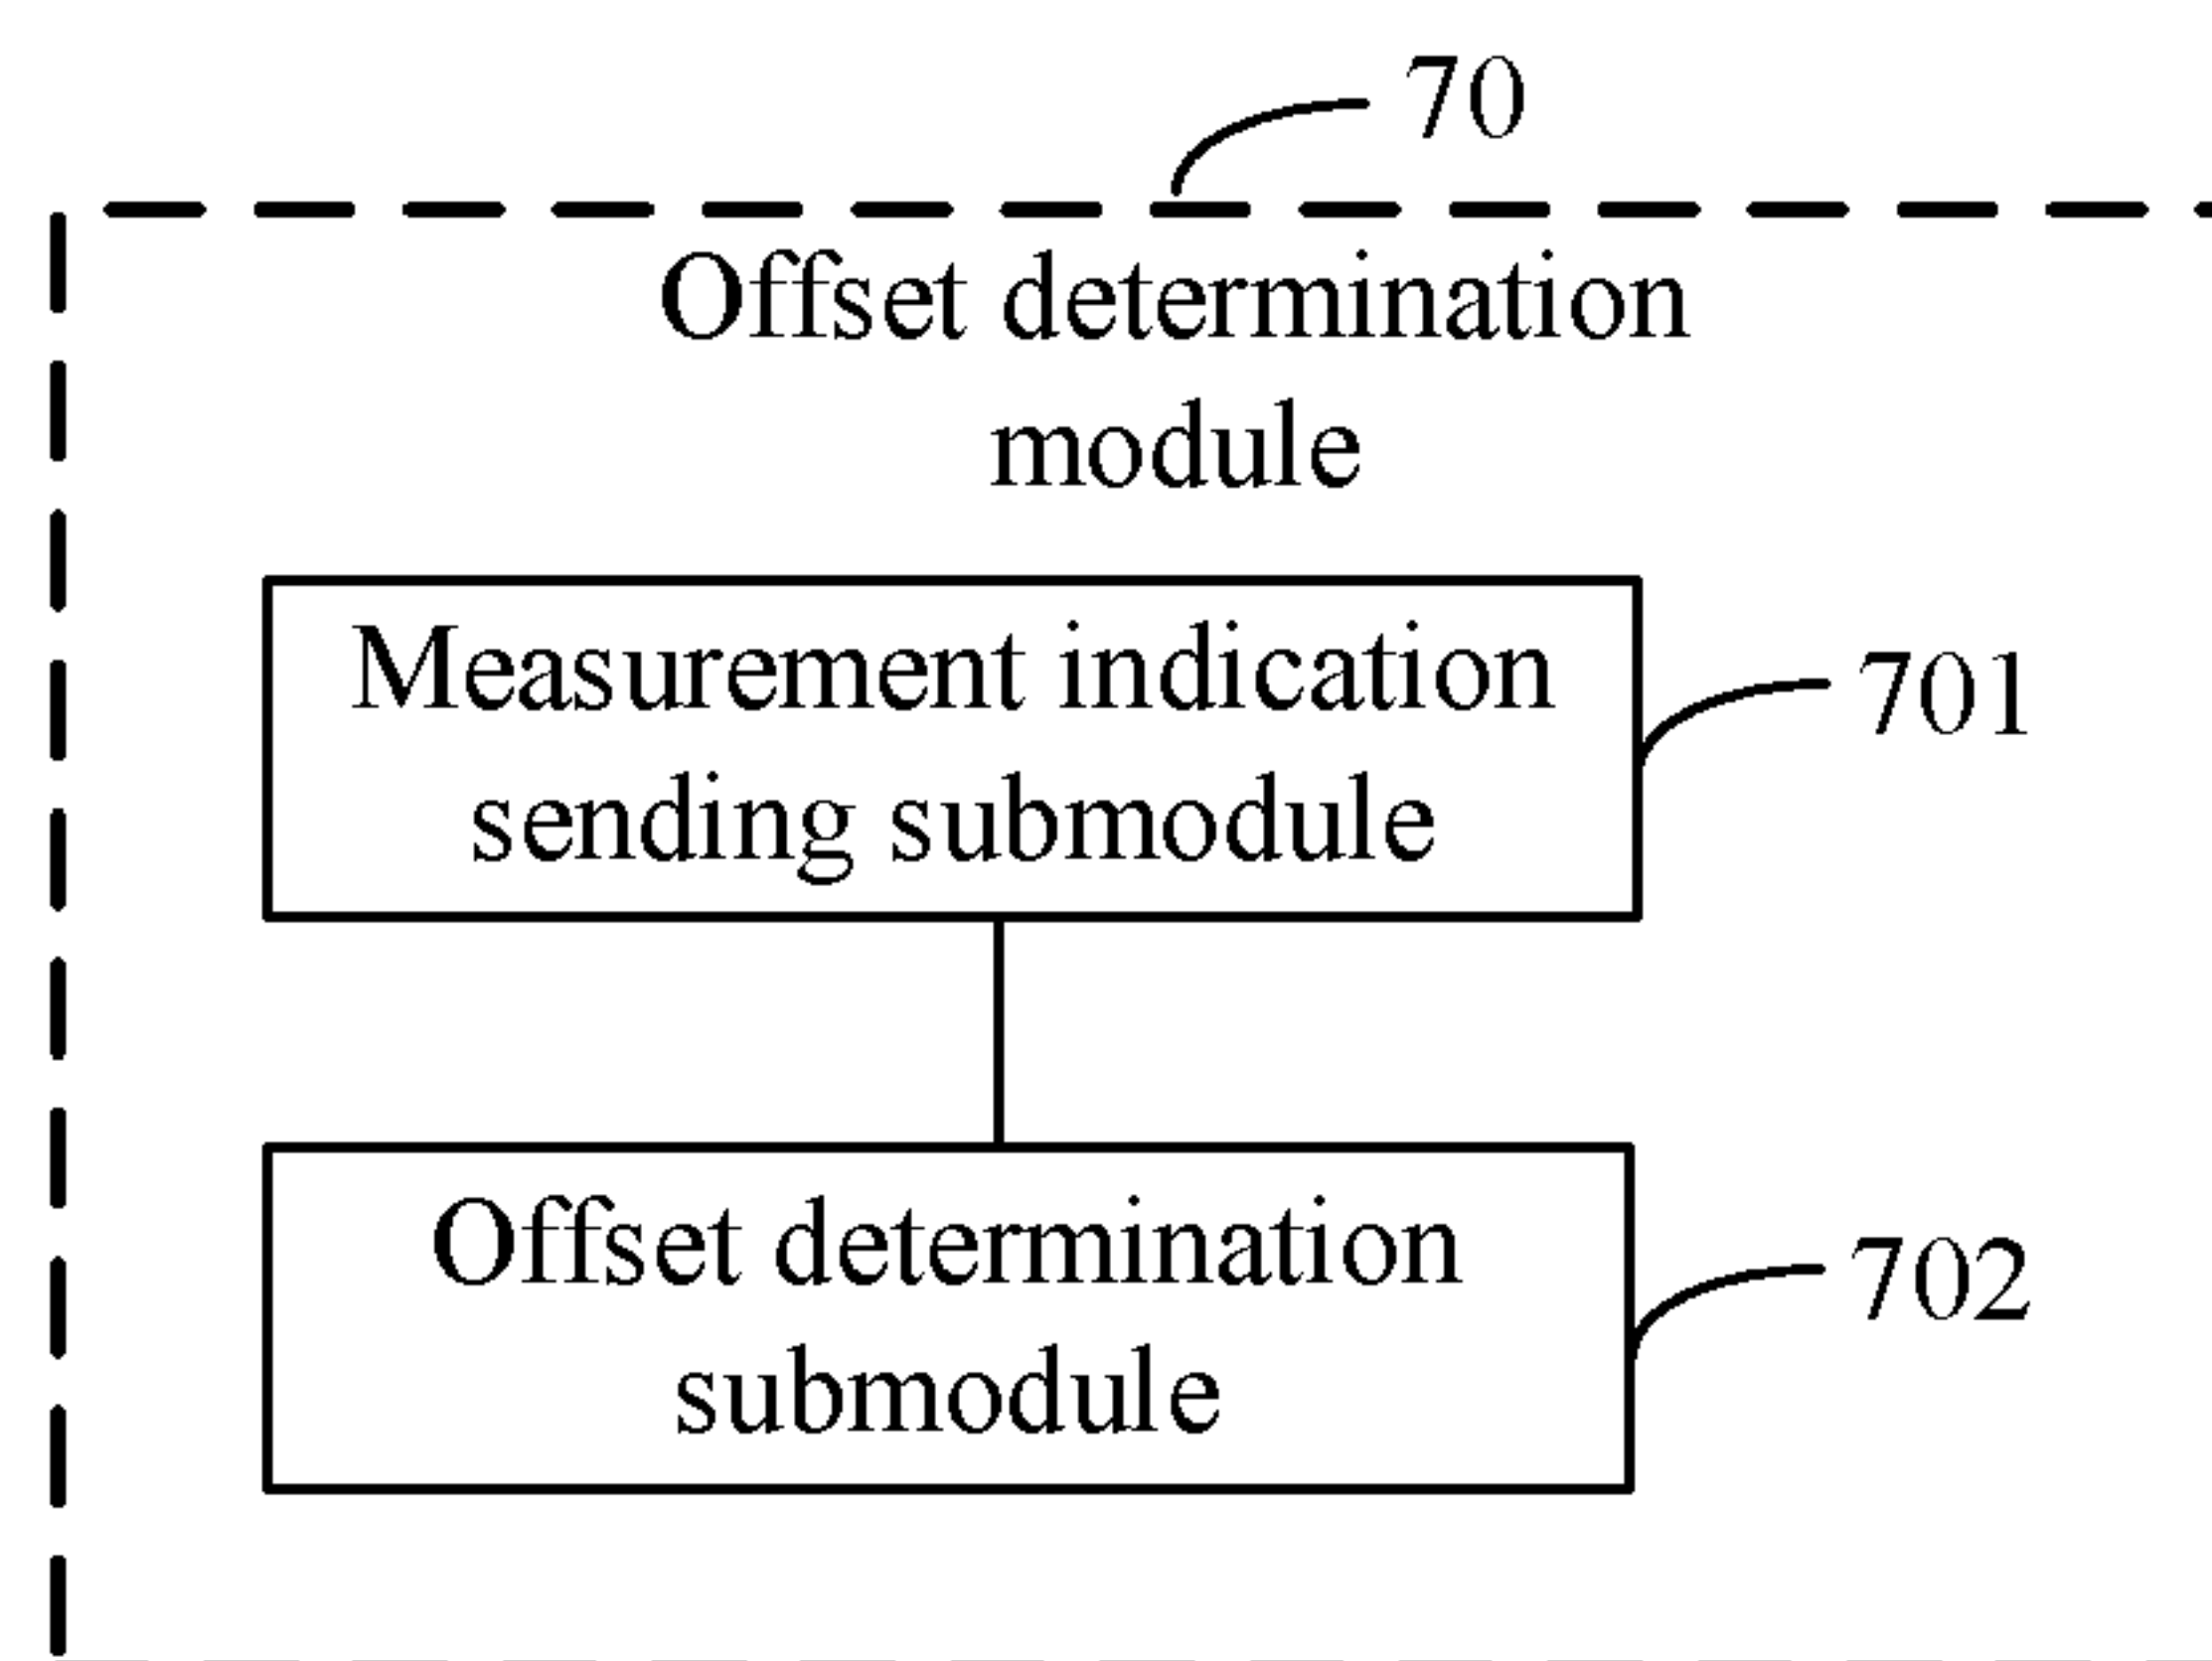 70
Offset determination
module
Measurement indication
sending submodule
701
Offset determination
submodule
702